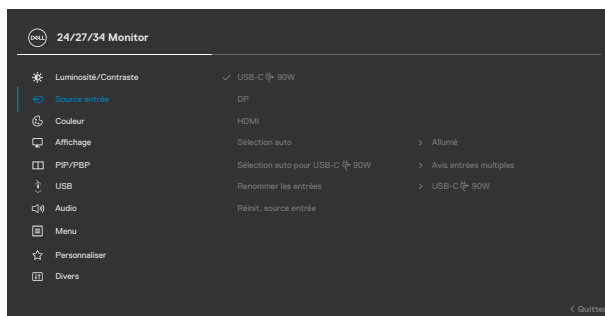 DELL 24/27/34 Monitor
Luminosité/Contraste USB-C 90W
Source entrée DP
Couleur HDMI
Affichage Sélection auto Allumé
PIP/PBP Sélection auto pour USB-C 90W Avis entrées multiples
USB Renommer les entrées USB-C 90W
Audio Réinit. source entrée
Menu
Personnaliser
Divers
Quitter